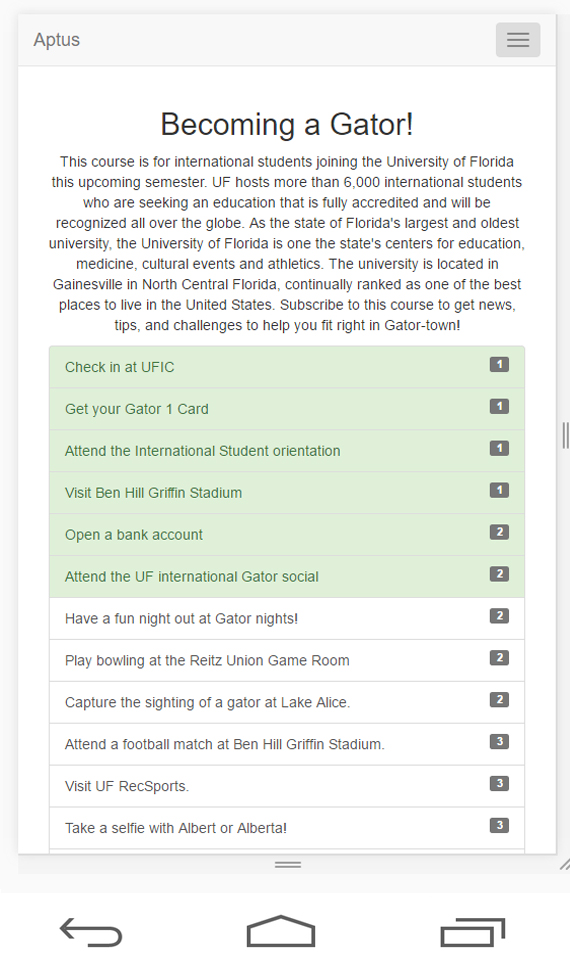 Aptus
Becoming a Gator!
This course is for international students joining the University of Florida
this upcoming semester. UF hosts more than 6,000 international students
who are seeking an education that is fully accredited and will be
recognized all over the globe. As the state of Florida's largest and oldest
university, the University of Florida is one the state's centers for education,
medicine, cultural events and athletics. The university is located in
Gainesville in North Central Florida, continually ranked as one of the best
places to live in the United States. Subscribe to this course to get news,
tips, and challenges to help you fit right in Gator-town!
Check in at UFIC 1
Get your Gator 1 Card 1
Attend the International Student orientation 1
Visit Ben Hill Griffin Stadium 1
Open a bank account 2
Attend the UF international Gator social 2
Have a fun night out at Gator nights! 2
Play bowling at the Reitz Union Game Room 2
Capture the sighting of a gator at Lake Alice. 2
Attend a football match at Ben Hill Griffin Stadium. 3
Visit UF RecSports. 3
Take a selfie with Albert or Alberta! 3